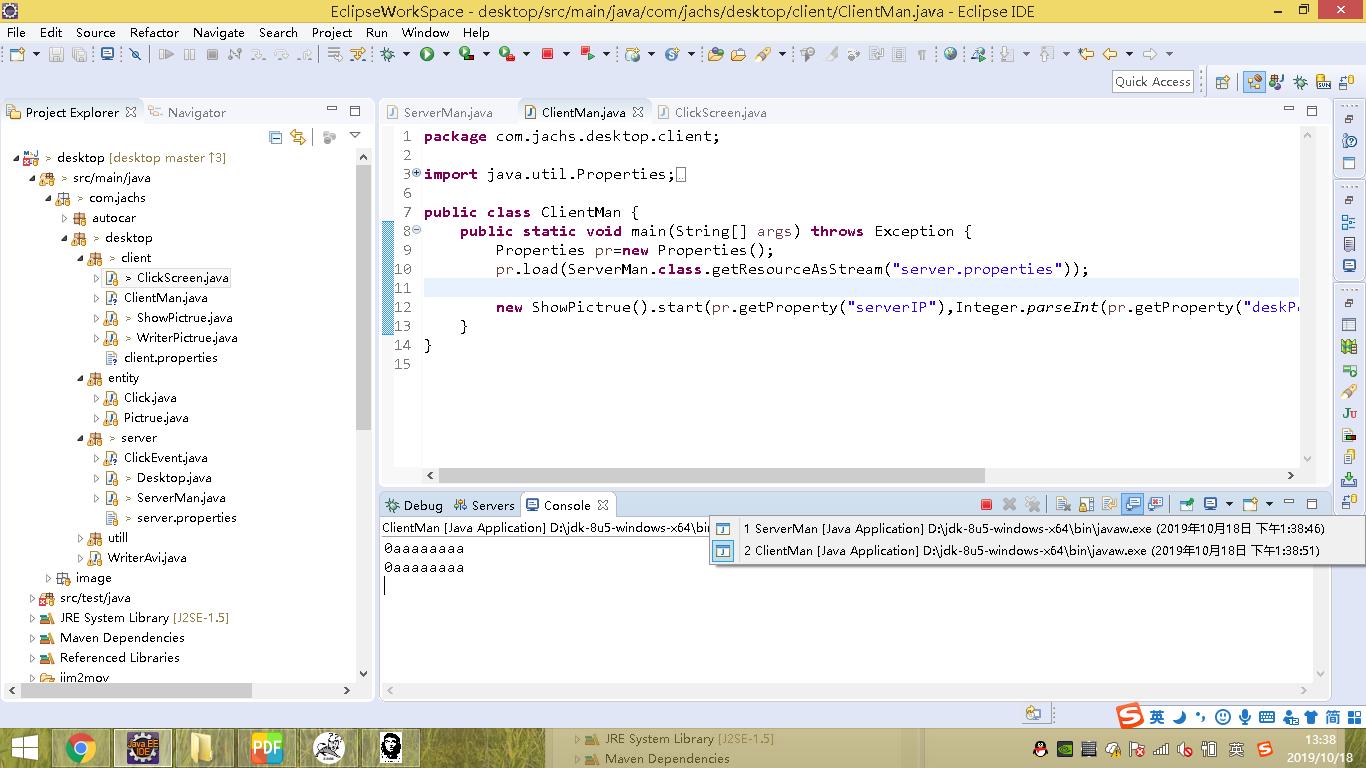 EclipseWorkSpace - desktop/src/main/java/com/jachs/desktop/client/ClientMan.java - Eclipse IDE
File Edit Source Refactor Navigate Search Project Run Window Help
Quick Access
Project Explorer Navigator
ServerMan.java ClientMan.java ClickScreen.java
> desktop [desktop master ↑3]
> src/main/java
> com.jachs
autocar
> desktop
> client
> ClickScreen.java
ClientMan.java
> ShowPictrue.java
> WriterPictrue.java
client.properties
entity
Click.java
Pictrue.java
> server
ClickEvent.java
> Desktop.java
> ServerMan.java
> server.properties
utill
WriterAvi.java
image
src/test/java
JRE System Library [J2SE-1.5]
Maven Dependencies
Referenced Libraries
jim2mov
1 package com.jachs.desktop.client;
2
3 import java.util.Properties;
6
7 public class ClientMan {
8 public static void main(String[] args) throws Exception {
9 Properties pr=new Properties();
10 pr.load(ServerMan.class.getResourceAsStream("server.properties"));
11
12 new ShowPictrue().start(pr.getProperty("serverIP"),Integer.parseInt(pr.getProperty("deskP
13 }
14 }
15
Debug Servers Console
ClientMan [Java Application] D:\jdk-8u5-windows-x64\bin
1 ServerMan [Java Application] D:\jdk-8u5-windows-x64\bin\javaw.exe (2019年10月18日 下午1:38:46)
2 ClientMan [Java Application] D:\jdk-8u5-windows-x64\bin\javaw.exe (2019年10月18日 下午1:38:51)
0aaaaaaaa
0aaaaaaaa
英 简
Java EE IDE
PDF
JRE System Library [J2SE-1.5]
Maven Dependencies
英
13:38
2019/10/18